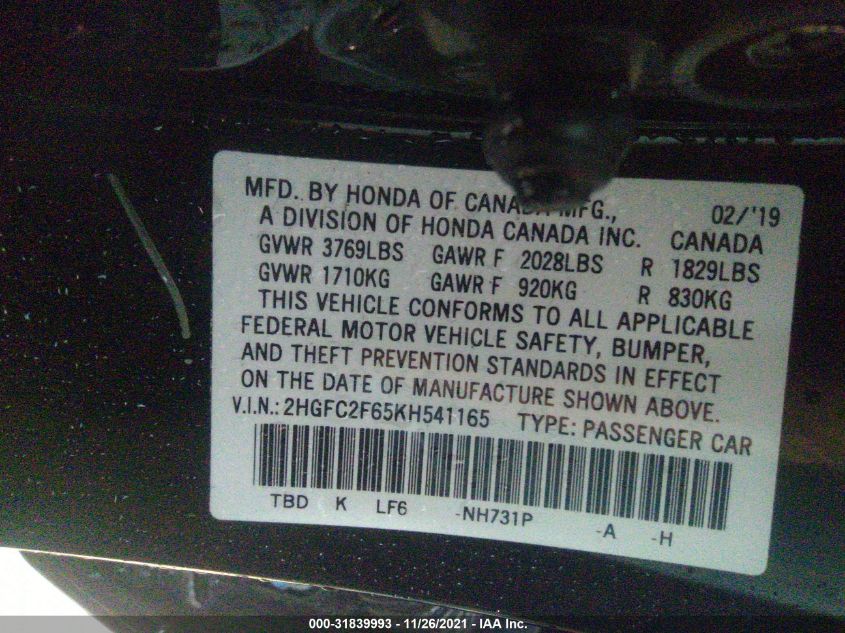 MFD. BY HONDA OF CANADA MFG., 02/'19
A DIVISION OF HONDA CANADA INC. CANADA
GVWR 3769LBS GAWR F 2028LBS R 1829LBS
GVWR 1710KG GAWR F 920KG R 830KG
THIS VEHICLE CONFORMS TO ALL APPLICABLE
FEDERAL MOTOR VEHICLE SAFETY, BUMPER,
AND THEFT PREVENTION STANDARDS IN EFFECT
ON THE DATE OF MANUFACTURE SHOWN ABOVE.
V.I.N.: 2HGFC2F65KH541165 TYPE: PASSENGER CAR
TBD K LF6 -NH731P -A -H
000-31839993 - 11/26/2021 - IAA Inc.